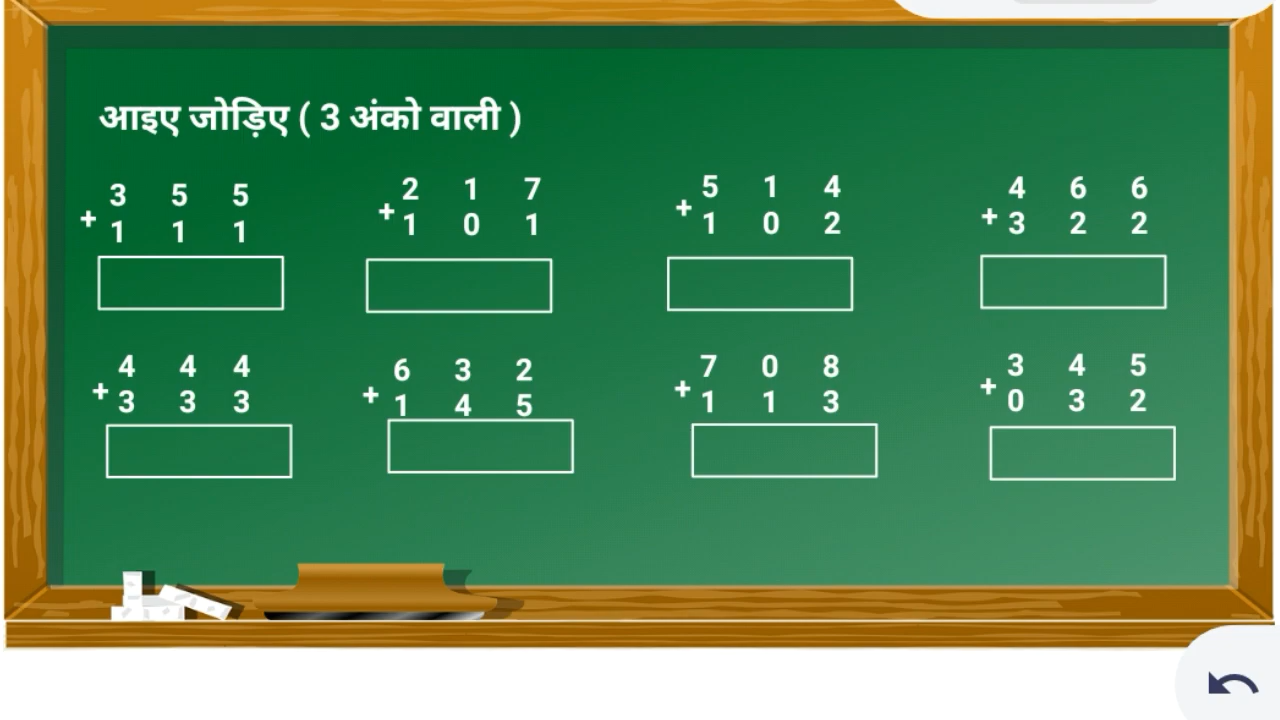 आइए जोड़िए ( 3 अंको वाली )
3 5 5 2 1 7 5 1 4 4 6 6
+ 1 1 1 + 1 0 1 + 1 0 2 + 3 2 2
4 4 4 6 3 2 7 0 8 3 4 5
+ 3 3 3 + 1 4 5 + 1 1 3 + 0 3 2